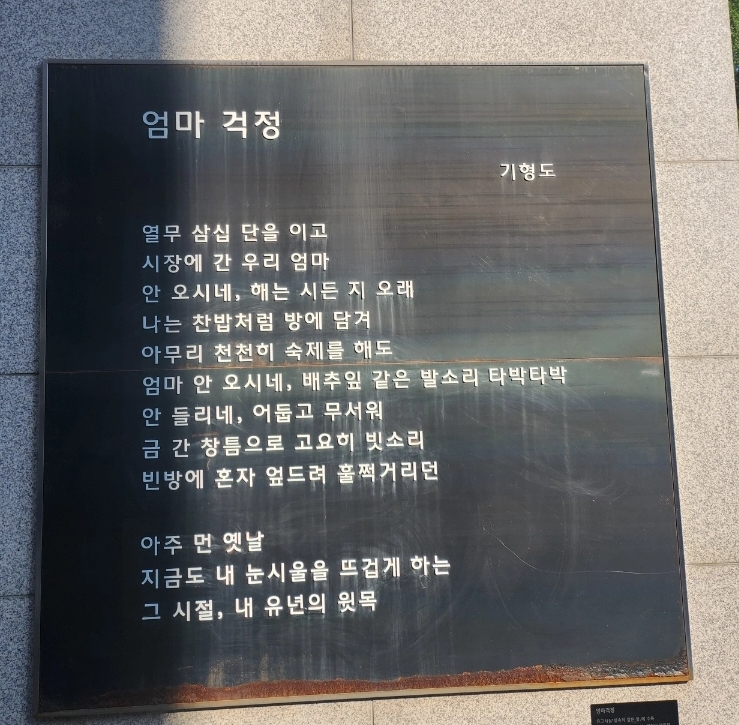 엄마 걱정
기형도
열무 삼십 단을 이고
시장에 간 우리 엄마
안 오시네, 해는 시든 지 오래
나는 찬밥처럼 방에 담겨
아무리 천천히 숙제를 해도
엄마 안 오시네, 배추잎 같은 발소리 타박타박
안 들리네, 어둡고 무서워
금 간 창틈으로 고요히 빗소리
빈방에 혼자 엎드려 훌쩍거리던
아주 먼 옛날
지금도 내 눈시울을 뜨겁게 하는
그 시절, 내 유년의 윗목
엄마걱정